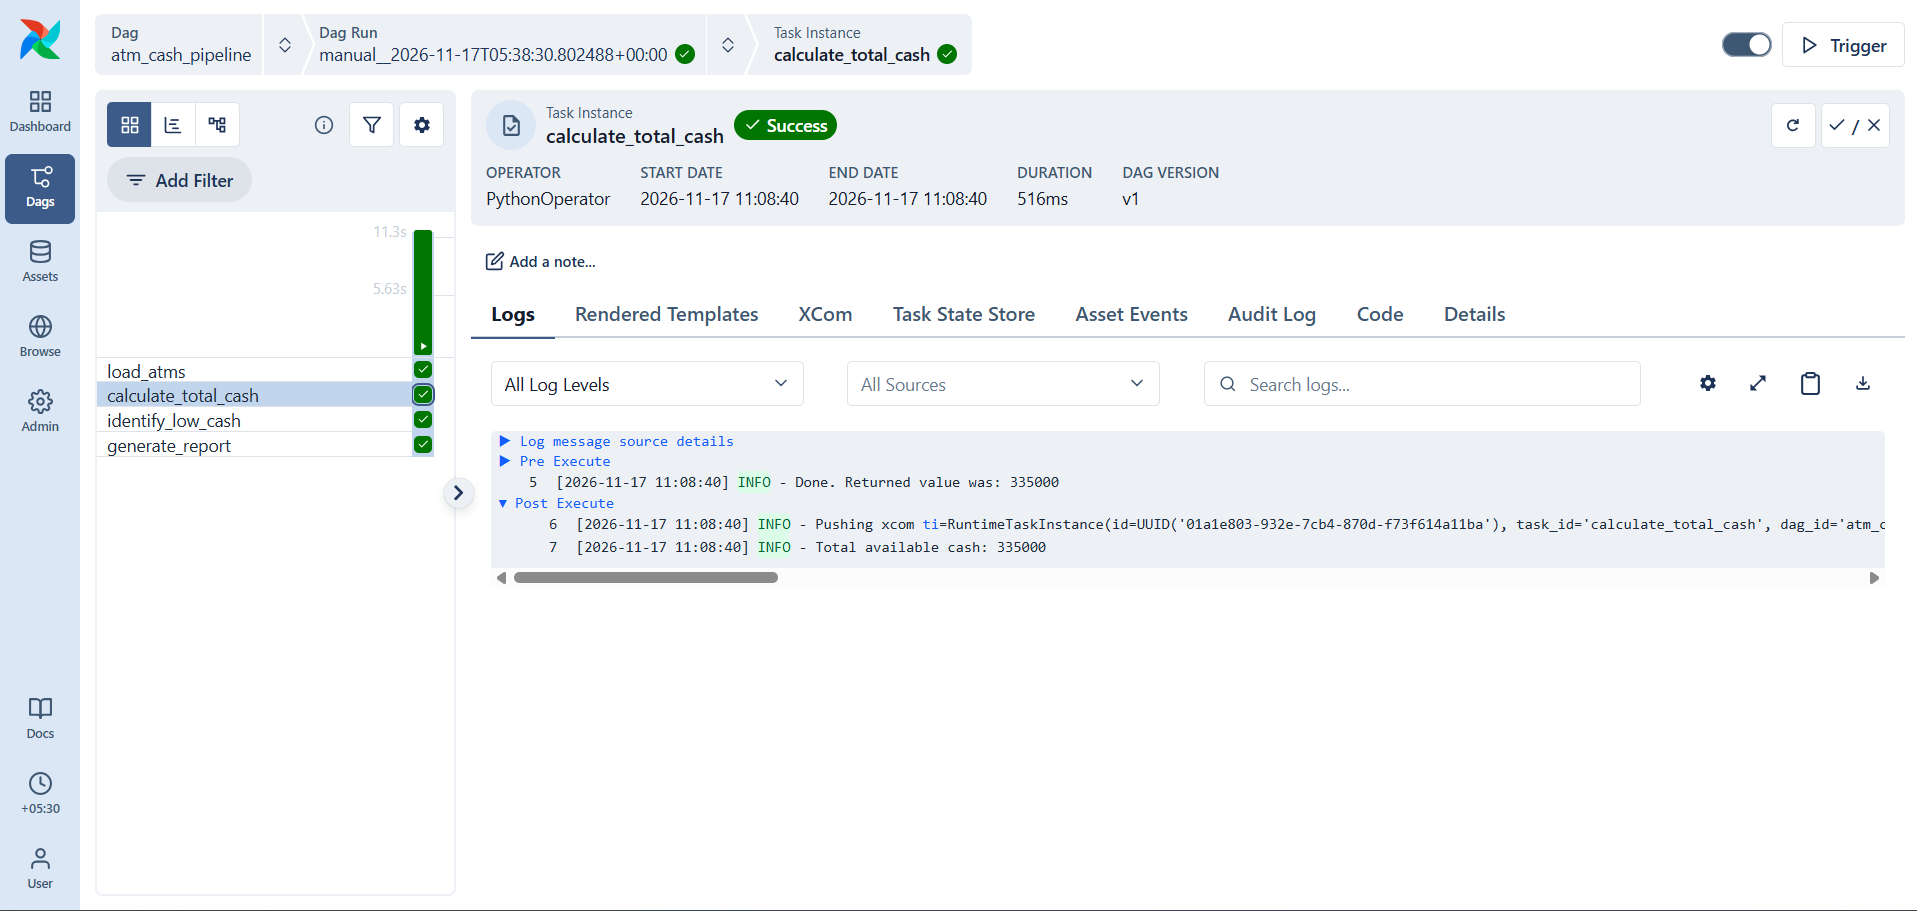 Dag
atm_cash_pipeline
Dag Run
manual__2026-11-17T05:38:30.802488+00:00
Task Instance
calculate_total_cash
Trigger
Dashboard
Dags
Assets
Browse
Admin
Docs
+05:30
User
Add Filter
11.3s
5.63s
load_atms
calculate_total_cash
identify_low_cash
generate_report
Task Instance
calculate_total_cash
Success
/
OPERATOR START DATE END DATE DURATION DAG VERSION
PythonOperator 2026-11-17 11:08:40 2026-11-17 11:08:40 516ms v1
Add a note...
Logs Rendered Templates XCom Task State Store Asset Events Audit Log Code Details
All Log Levels All Sources Search logs...
Log message source details
Pre Execute
5 [2026-11-17 11:08:40] INFO - Done. Returned value was: 335000
Post Execute
6 [2026-11-17 11:08:40] INFO - Pushing xcom ti=RuntimeTaskInstance(id=UUID('01a1e803-932e-7cb4-870d-f73f614a11ba'), task_id='calculate_total_cash', dag_id='atm_c
7 [2026-11-17 11:08:40] INFO - Total available cash: 335000